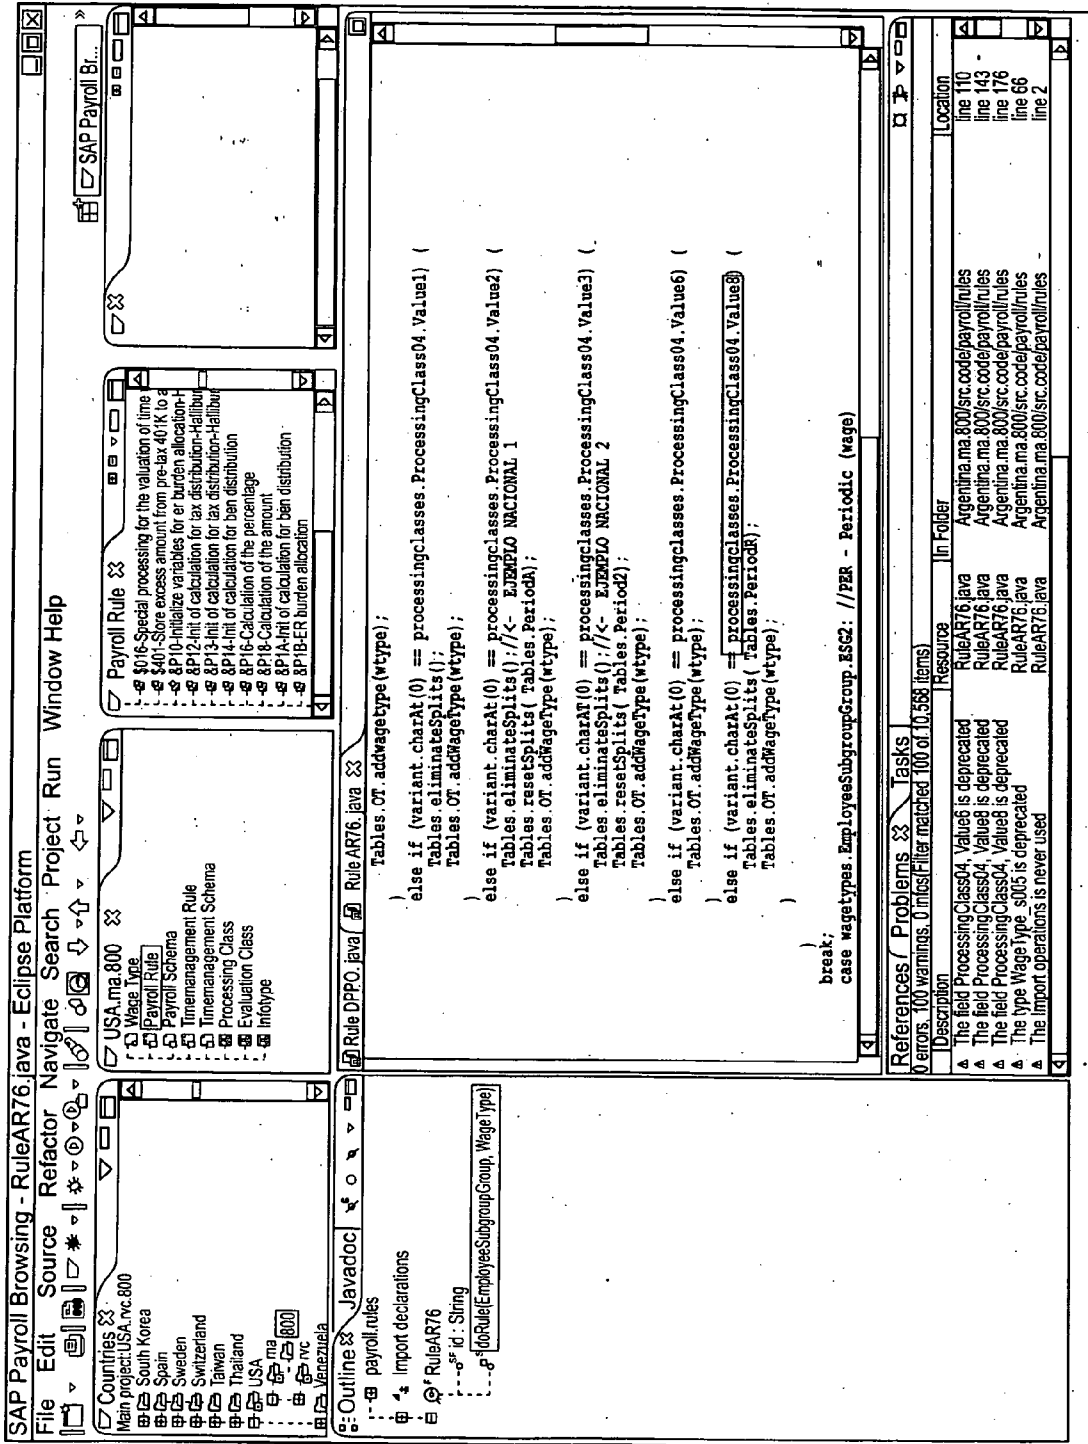 SAP Payroll Browsing - RuleAR76.java - Eclipse Platform
File Edit Source Refactor Navigate Search Project Run Window Help
SAP Payroll Br...
Countries
Main project:USA.rvc.800
South Korea
Spain
Sweden
Switzerland
Taiwan
Thailand
USA
ma
800
rvc
Venezuela
USA.ma.800
Wage Type
Payroll Rule
Payroll Schema
Timemanagement Rule
Timemanagement Schema
Processing Class
Evaluation Class
Infotype
Payroll Rule
$016-Special processing for the valuation of time
$401-Store excess amount from pre-tax 401K to a
&P10-Initialize variables for er burden allocation-H
&P12-Init of calculation for tax distribution-Hallibur
&P13-Init of calculation for tax distribution-Hallibur
&P14-Init of calculation for ben distribution
&P16-Calculation of the percentage
&P18-Calculation of the amount
&P1A-Init of calculation for ben distribution
&P1B-ER burden allocation
Outline Javadoc
payroll.rules
Import declarations
RuleAR76
id : String
doRule(EmployeeSubgroupGroup, WageType)
Rule DPPO. java Rule AR76. java
Tables.OT.addwagetype(wtype);
)
else if (variant.charAt(0) == processingclasses.ProcessingClass04.Value1) (
Tables.eliminateSplits();
Tables.OT.addWageType(wtype);
)
else if (variant.charAt(0) == processingclasses.ProcessingClass04.Value2) (
Tables.eliminateSplits();//<- EJEMPLO NACIONAL 1
Tables.resetSplits( Tables.PeriodA);
Tables.OT.addWageType(wtype);
)
else if (variant.charAT(0) == processingclasses.ProcessingClass04.Value3) (
Tables.eliminateSplits();//<- EJEMPLO NACIONAL 2
Tables.resetSplits( Tables.Period2);
Tables.OT.addWageType(wtype);
)
else if (variant.charAt(0) == processingclasses.ProcessingClass04.Value6) (
Tables.OT.addWageType(wtype);
)
else if (variant.charAt(0) == processingclasses.ProcessingClass04.Value8) (
Tables.eliminateSplits( Tables.PeriodR);
Tables.OT.addWageType(wtype);
)
)
break;
case wagetypes.EmployeeSubgroupGroup.ESG2: //PER - Periodic (wage)
References Problems Tasks
0 errors, 100 warnings, 0 infos(Filter matched 100 of 10,568 items)
Description Resource In Folder Location
The field ProcessingClass04, Value6 is deprecated RuleAR76.java Argentina.ma.800/src.code/payroll/rules line 110
The field ProcessingClass04, Value8 is deprecated RuleAR76.java Argentina.ma.800/src.code/payroll/rules line 143
The field ProcessingClass04, Value8 is deprecated RuleAR76.java Argentina.ma.800/src.code/payroll/rules line 176
The type WageType_s005 is deprecated RuleAR76.java Argentina.ma.800/src.code/payroll/rules line 66
The Import operations is never used RuleAR76.java Argentina.ma.800/src.code/payroll/rules line 2